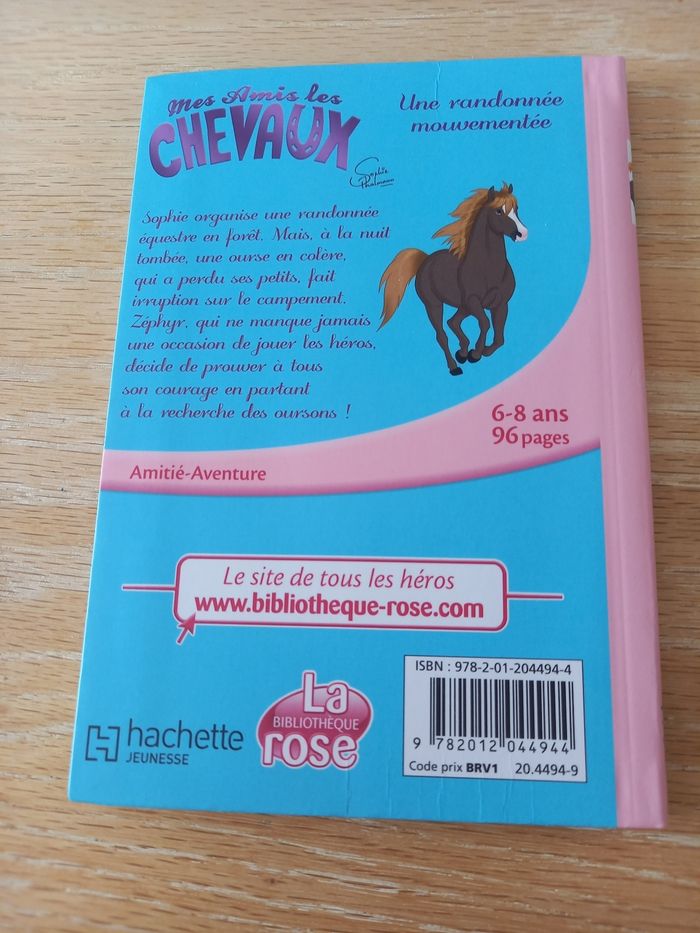 Mes Amis les
CHEVAUX
Sophie
Thalmann
Une randonnée
mouvementée
Sophie organise une randonnée
équestre en forêt. Mais, à la nuit
tombée, une ourse en colère,
qui a perdu ses petits, fait
irruption sur le campement.
Zéphyr, qui ne manque jamais
une occasion de jouer les héros,
décide de prouver à tous
son courage en partant
à la recherche des oursons !
6-8 ans
96 pages
Amitié-Aventure
Le site de tous les héros
www.bibliotheque-rose.com
hachette
JEUNESSE
La
BIBLIOTHÈQUE
rose
ISBN : 978-2-01-204494-4
9 782012 044944
Code prix BRV1 20.4494-9